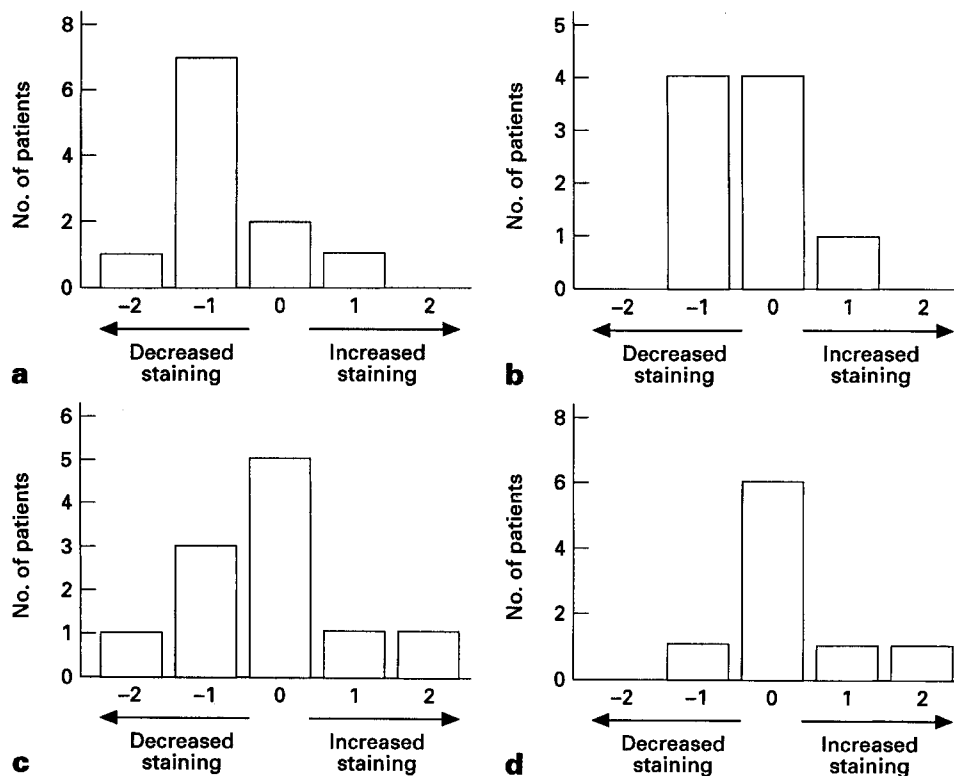 8
6
4
2
0
No. of patients
–2 –1 0 1 2
Decreased staining
Increased staining
a
5
4
3
2
1
0
No. of patients
–2 –1 0 1 2
Decreased staining
Increased staining
b
6
5
4
3
2
1
0
No. of patients
–2 –1 0 1 2
Decreased staining
Increased staining
c
8
6
4
2
0
No. of patients
–2 –1 0 1 2
Decreased staining
Increased staining
d